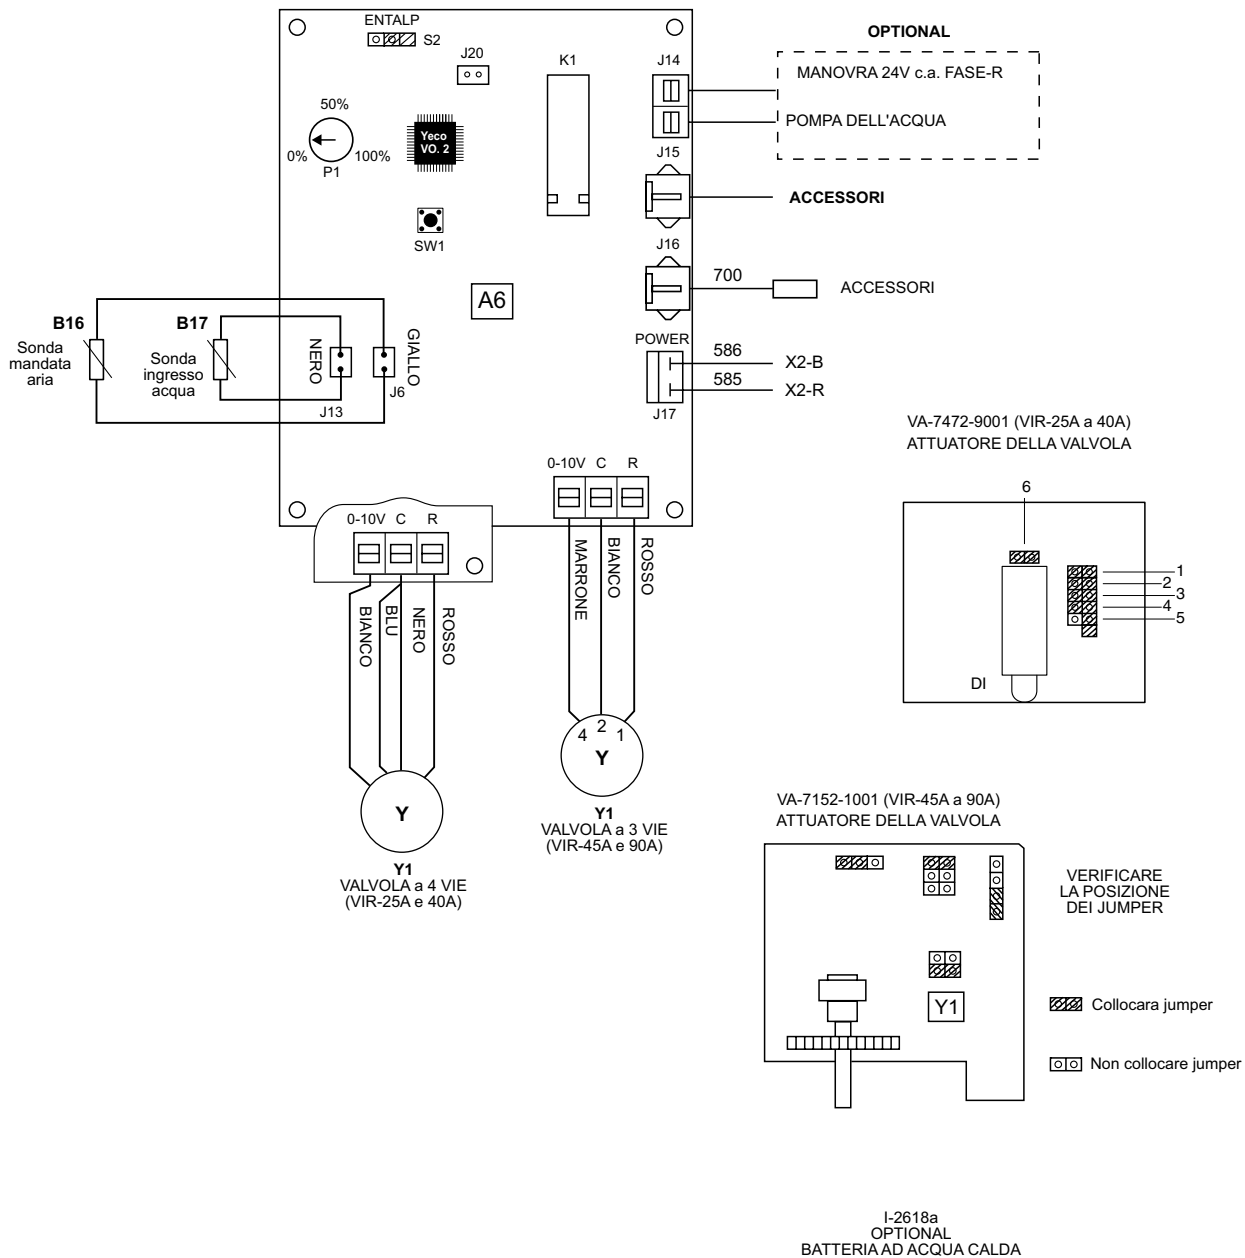 ENTALP
S2
J20
K1
J14
OPTIONAL
MANOVRA 24V c.a. FASE-R
POMPA DELL'ACQUA
50%
0%
100%
P1
Yeco
VO. 2
SW1
J15
ACCESSORI
J16
700
ACCESSORI
A6
B16
Sonda
mandata
aria
B17
Sonda
ingresso
acqua
NERO
GIALLO
J13
J6
POWER
586
X2-B
585
X2-R
J17
VA-7472-9001 (VIR-25A a 40A)
ATTUATORE DELLA VALVOLA
6
1
2
3
4
5
DI
0-10V C R
MARRONE
BIANCO
ROSSO
0-10V C R
BIANCO
BLU
NERO
ROSSO
4 2 1
Y
Y1
VALVOLA a 3 VIE
(VIR-45A e 90A)
Y
Y1
VALVOLA a 4 VIE
(VIR-25A e 40A)
VA-7152-1001 (VIR-45A a 90A)
ATTUATORE DELLA VALVOLA
VERIFICARE
LA POSIZIONE
DEI JUMPER
Y1
Collocara jumper
Non collocare jumper
I-2618a
OPTIONAL
BATTERIA AD ACQUA CALDA